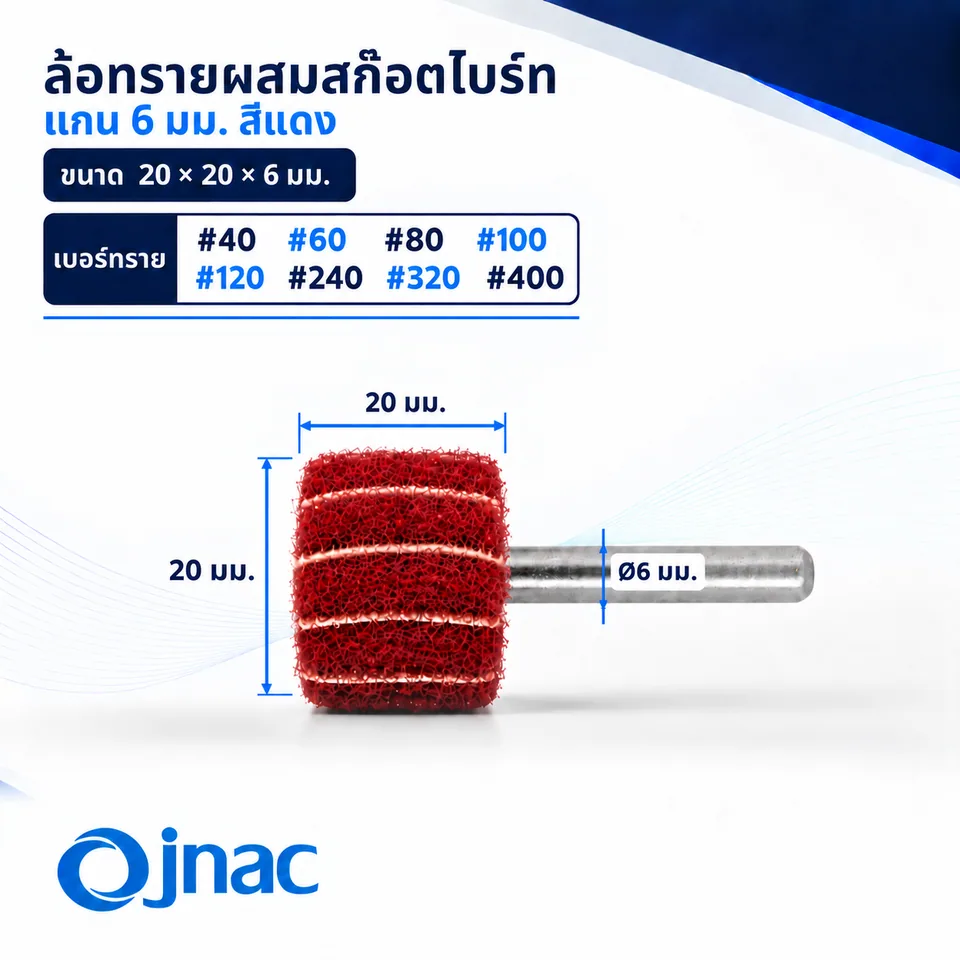 ล้อทรายผสมสก๊อตไบร์ท
แกน 6 มม. สีแดง
ขนาด 20 × 20 × 6 มม.
เบอร์ทราย
#40 #60 #80 #100
#120 #240 #320 #400
20 มม.
20 มม.
Ø6 มม.
jnac